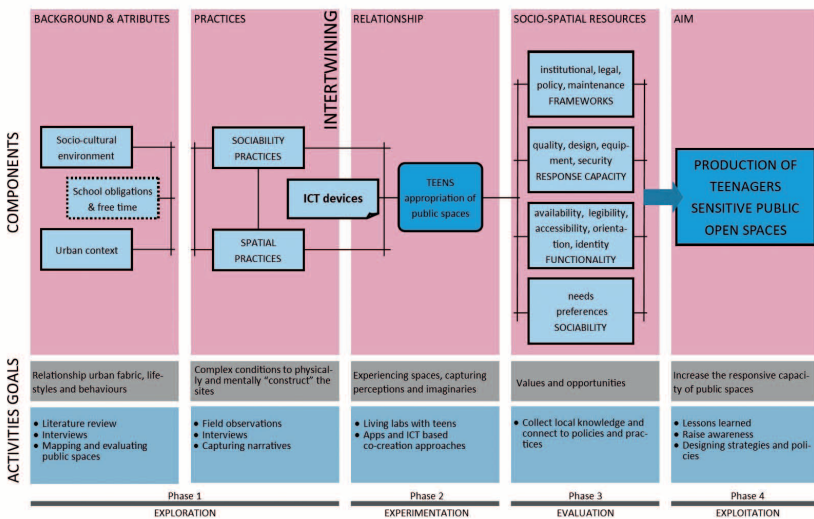 BACKGROUND & ATRIBUTES
PRACTICES
RELATIONSHIP
SOCIO-SPATIAL RESOURCES
AIM
INTERTWINING
COMPONENTS
Socio-cultural
environment
School obligations
& free time
Urban context
SOCIABILITY
PRACTICES
ICT devices
SPATIAL
PRACTICES
TEENS
appropriation of
public spaces
institutional, legal,
policy, maintenance
FRAMEWORKS
quality, design, equip-
ment, security
RESPONSE CAPACITY
availability, legibility,
accessibility, orienta-
tion, identity
FUNCTIONALITY
needs
preferences
SOCIABILITY
PRODUCTION OF
TEENAGERS
SENSITIVE PUBLIC
OPEN SPACES
ACTIVITIES GOALS
Relationship urban fabric, life-
styles and behaviours
Complex conditions to physical-
ly and mentally "construct" the
sites
Experiencing spaces, capturing
perceptions and imaginaries
Values and opportunities
Increase the responsive capaci-
ty of public spaces
• Literature review
• Interviews
• Mapping and evaluating
public spaces
• Field observations
• Interviews
• Capturing narratives
• Living labs with teens
• Apps and ICT based
co-creation approaches
• Collect local knowledge and
connect to policies and prac-
tices
• Lessons learned
• Raise awareness
• Designing strategies and poli-
cies
Phase 1
EXPLORATION
Phase 2
EXPERIMENTATION
Phase 3
EVALUATION
Phase 4
EXPLOITATION